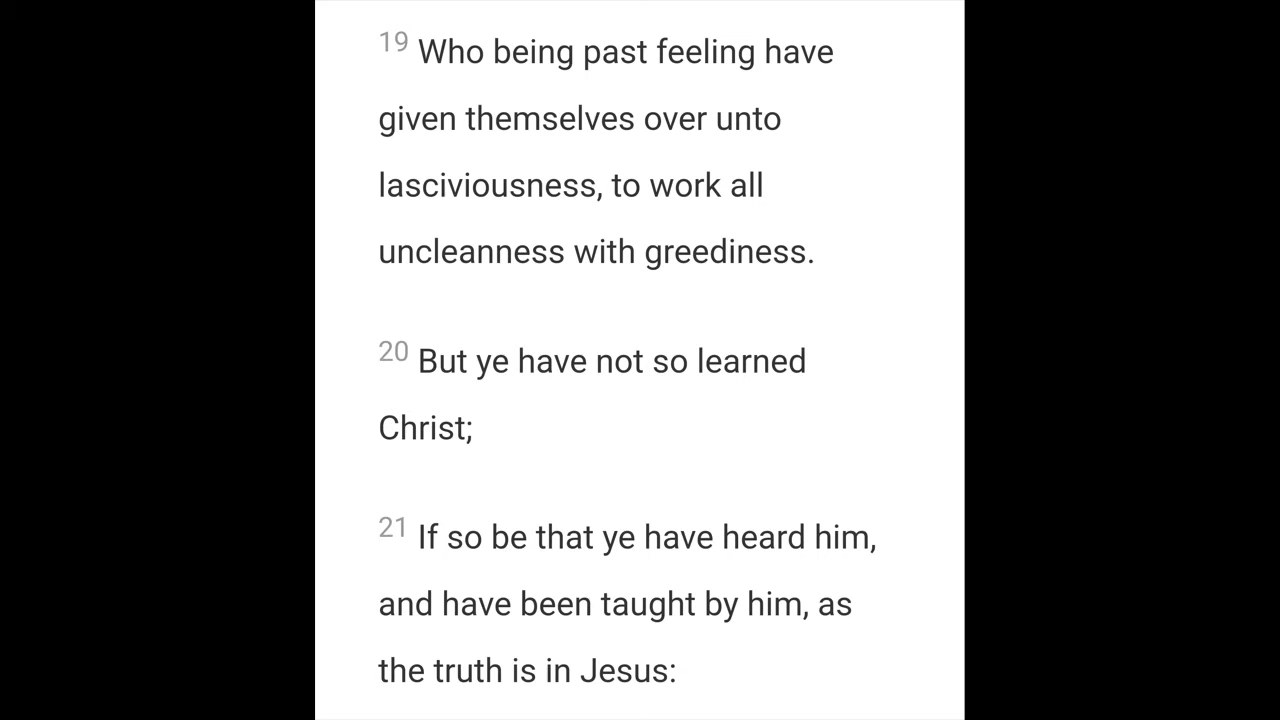 19 Who being past feeling have
given themselves over unto
lasciviousness, to work all
uncleanness with greediness.
20 But ye have not so learned
Christ;
21 If so be that ye have heard him,
and have been taught by him, as
the truth is in Jesus: